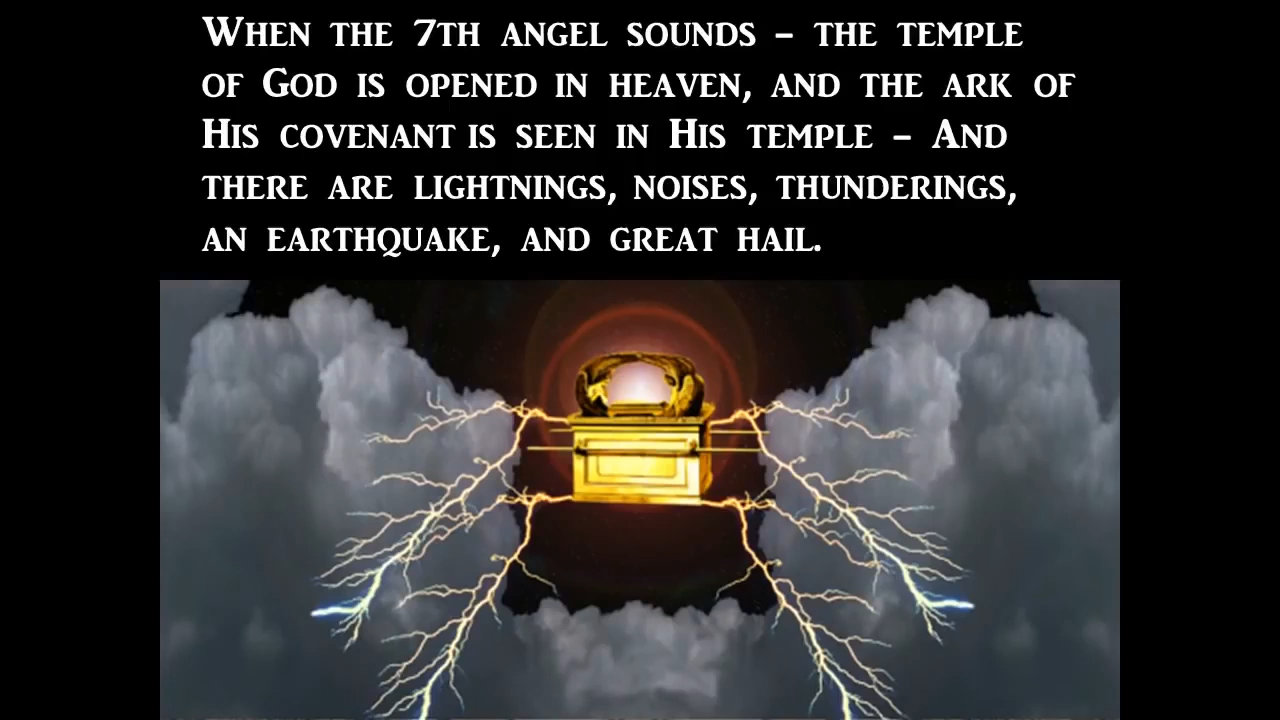 When the 7th angel sounds – the temple
of God is opened in heaven, and the ark of
His covenant is seen in His temple – And
there are lightnings, noises, thunderings,
an earthquake, and great hail.